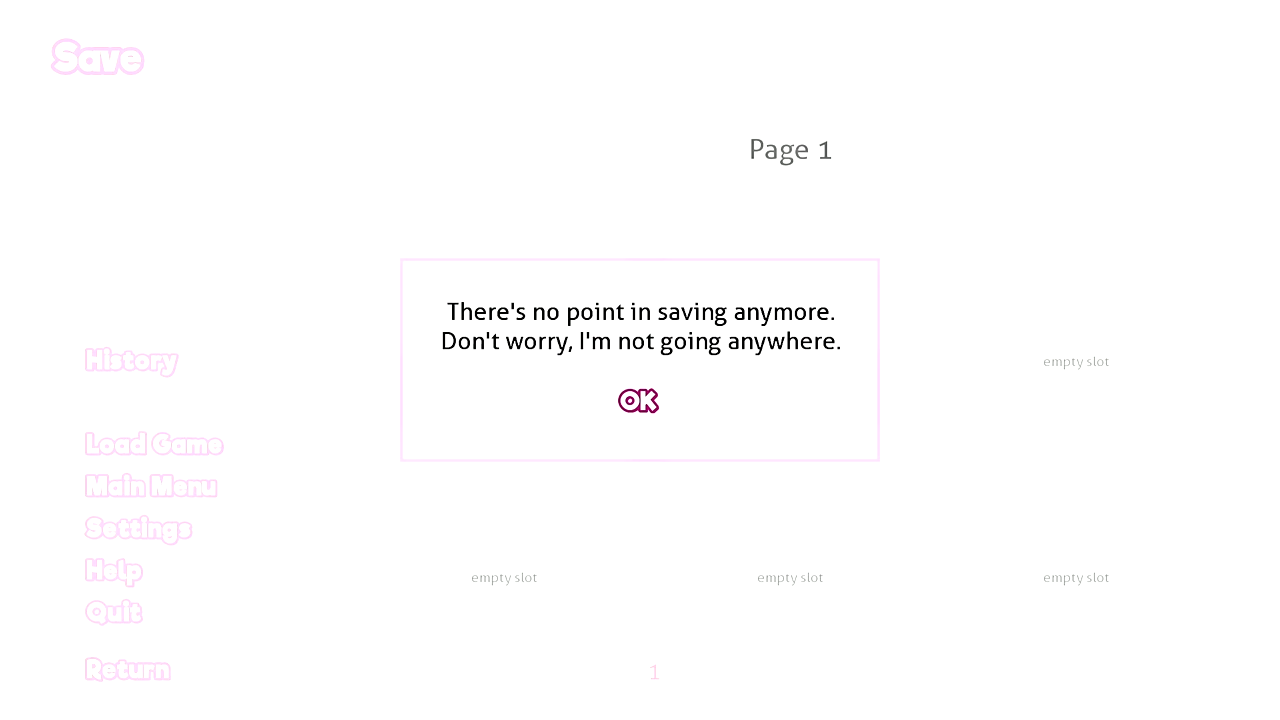 Save
Page 1
There's no point in saving anymore.
Don't worry, I'm not going anywhere.
OK
History
empty slot
Load Game
Main Menu
Settings
Help
empty slot
empty slot
empty slot
Quit
Return
1